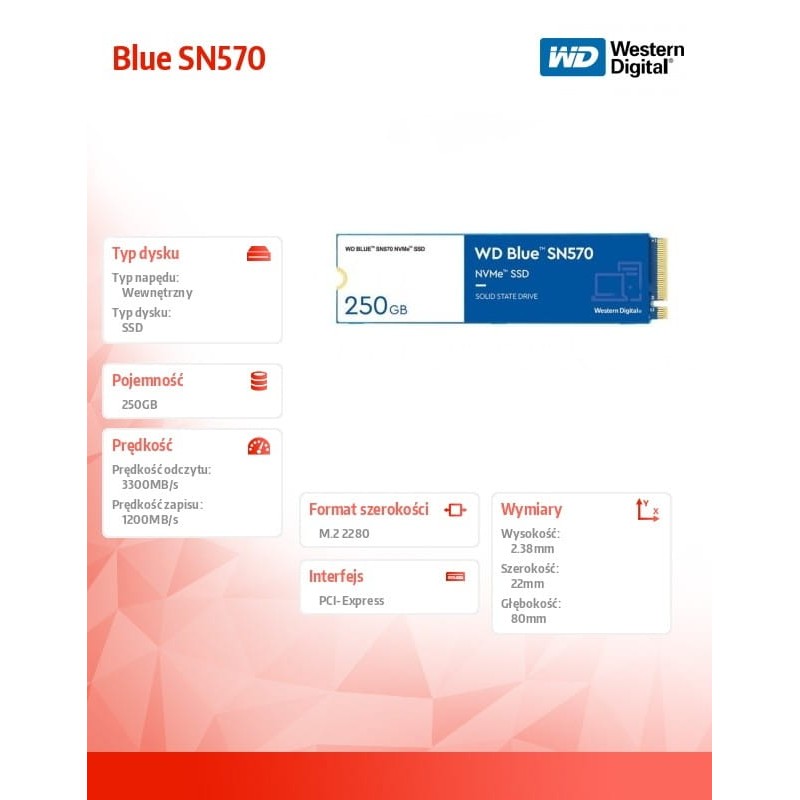 Blue SN570
WD
Western
Digital®
WD BLUE™ SN570 NVMe™ SSD
250GB
WD Blue™ SN570
NVMe™ SSD
SOLID STATE DRIVE
Western Digital®
Typ dysku
Typ napędu:
Wewnętrzny
Typ dysku:
SSD
Pojemność
250GB
Prędkość
Prędkość odczytu:
3300MB/s
Prędkość zapisu:
1200MB/s
Format szerokości
M.2 2280
Interfejs
PCI-Express
Wymiary
Y
X
Wysokość:
2.38mm
Szerokość:
22mm
Głębokość:
80mm